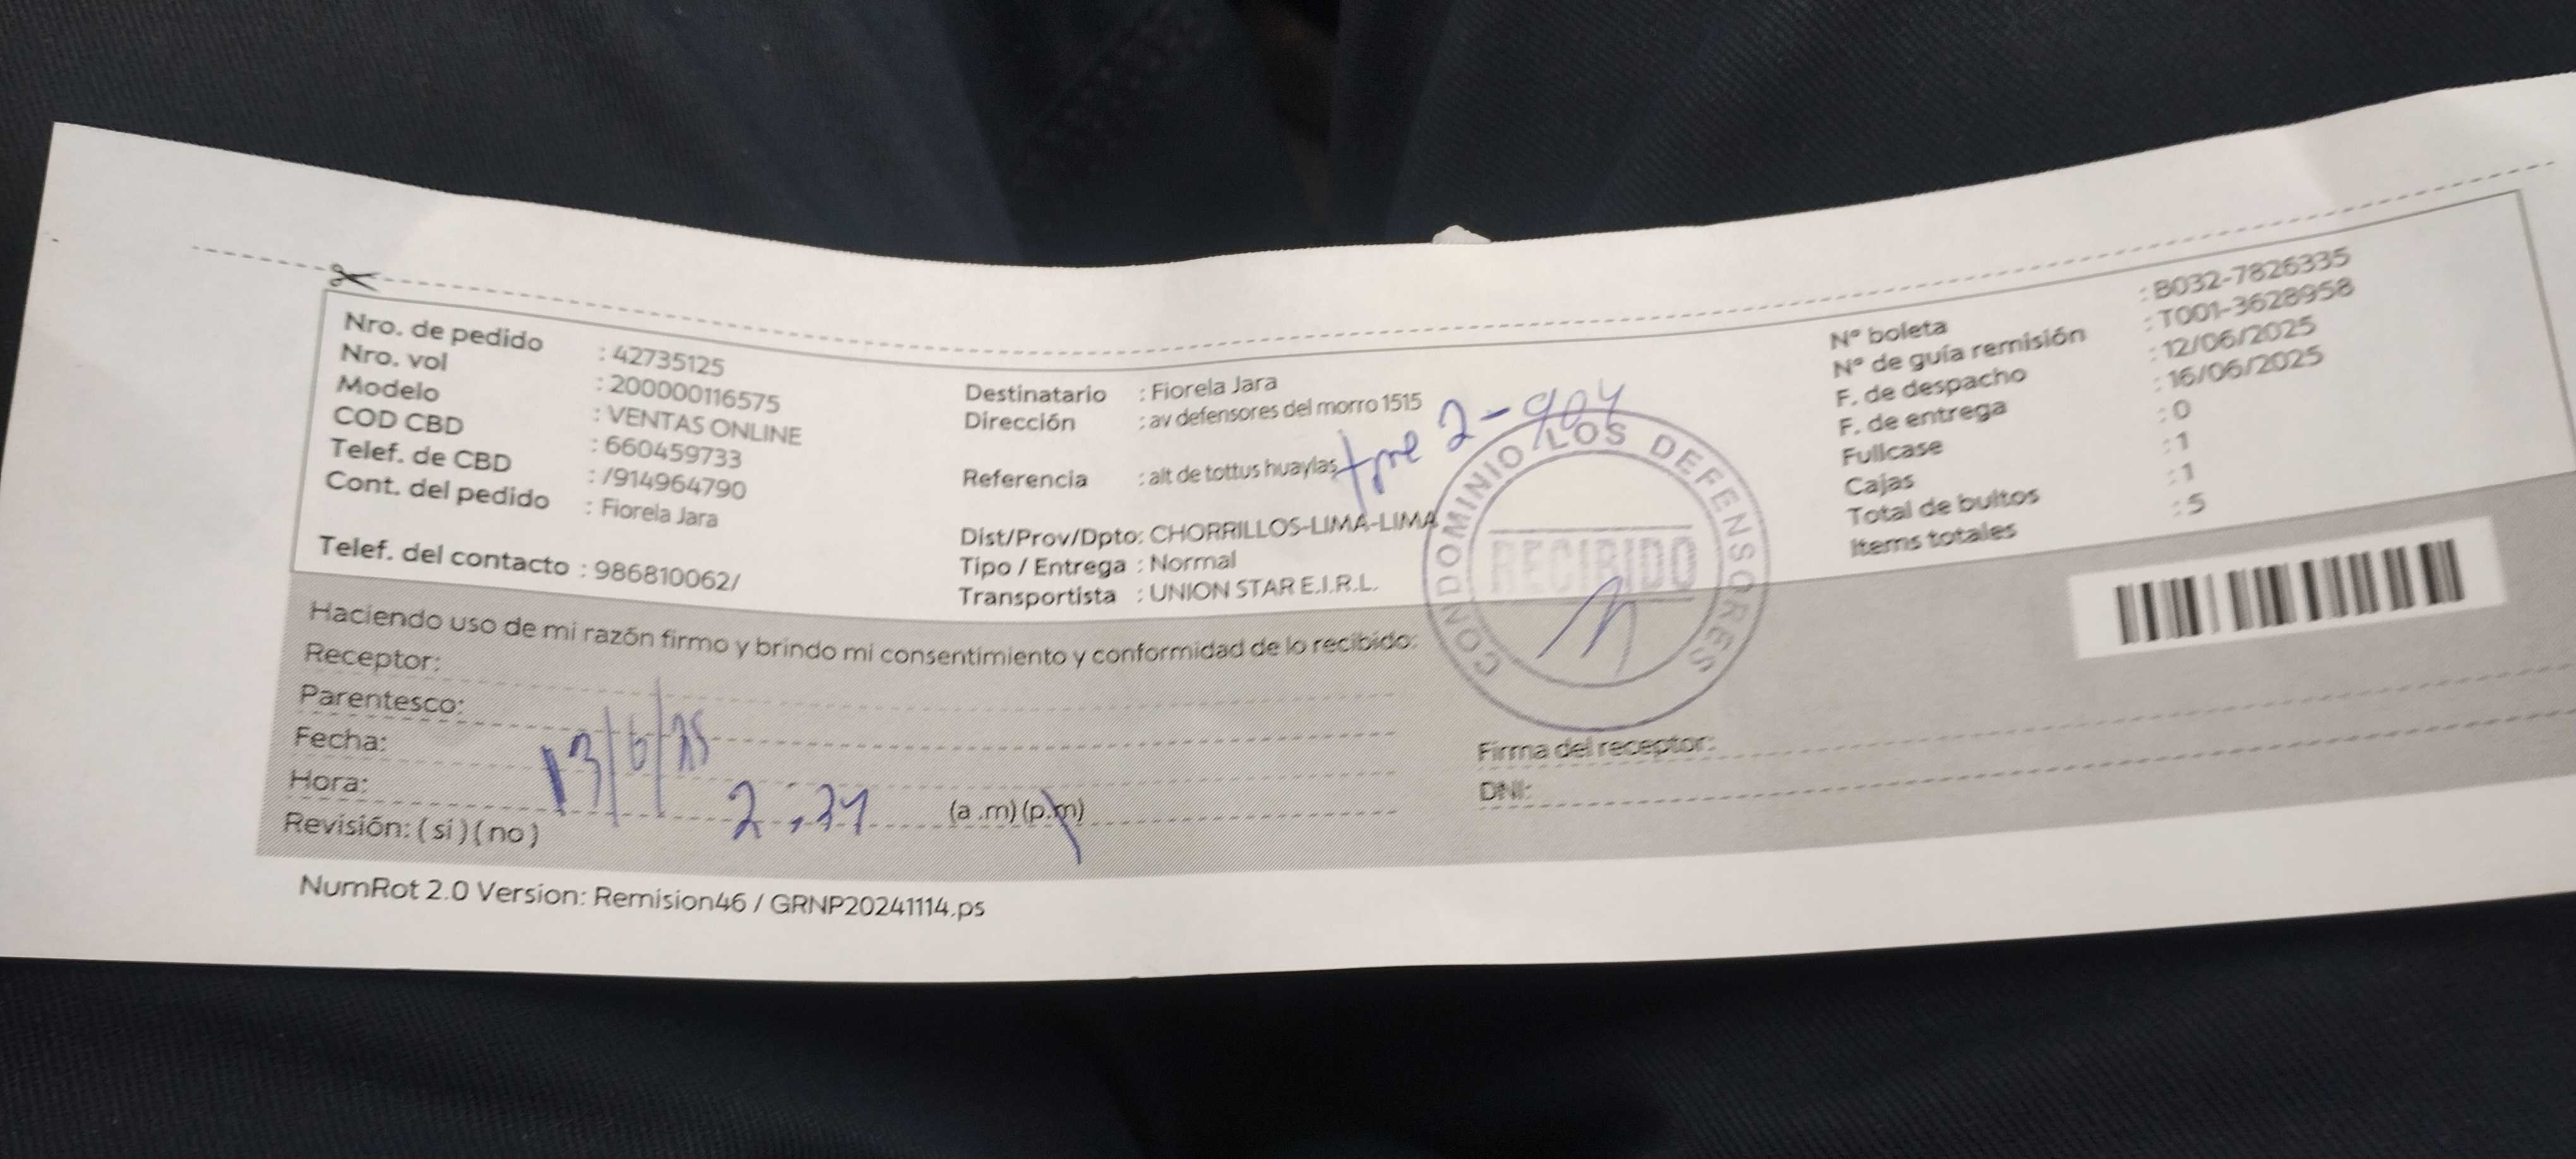 Nro. de pedido : 42735125
Nro. vol : 200000116575
Modelo : VENTAS ONLINE
COD CBD : 660459733
Telef. de CBD : /914964790
Cont. del pedido : Fiorela Jara
Telef. del contacto : 986810062/
Destinatario : Fiorela Jara
Dirección : av defensores del morro 1515
2-904
Referencia : alt de tottus huaylas
Dist/Prov/Dpto: CHORRILLOS-LIMA-LIMA
Tipo / Entrega : Normal
Transportista : UNION STAR E.I.R.L.
CONDOMINIO LOS DEFENSORES
RECIBIDO
N° boleta : B032-7826335
N° de guía remisión : T001-3628958
F. de despacho : 12/06/2025
F. de entrega : 16/06/2025
Fullcase : 0
Cajas : 1
Total de bultos : 1
Items totales : 5
Haciendo uso de mi razón firmo y brindo mi consentimiento y conformidad de lo recibido:
Receptor:
Parentesco:
Fecha: 13/6/25
Hora: (a .m) (p.m)
Revisión: ( si ) ( no )
Firma del receptor:
DNI:
NumRot 2.0 Version: Remision46 / GRNP20241114.ps